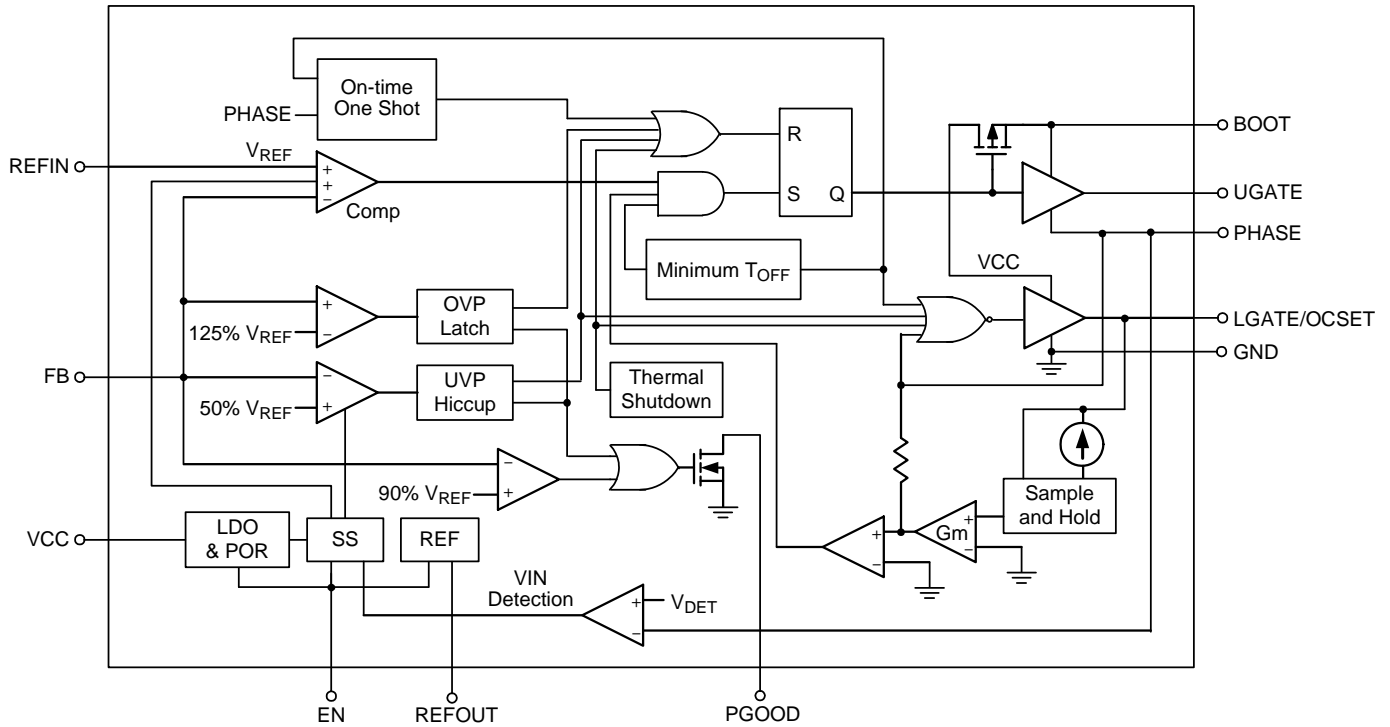 On-time
One Shot
PHASE
REFIN
VREF
+
+
−
Comp
R
S
Q
BOOT
UGATE
PHASE
Minimum TOFF
VCC
+
−
125% VREF
OVP
Latch
LGATE/OCSET
GND
FB
−
+
50% VREF
UVP
Hiccup
Thermal
Shutdown
−
+
90% VREF
Sample
and Hold
VCC
LDO
& POR
SS
REF
+
−
Gm
+
−
VIN
Detection
+
−
VDET
EN
REFOUT
PGOOD